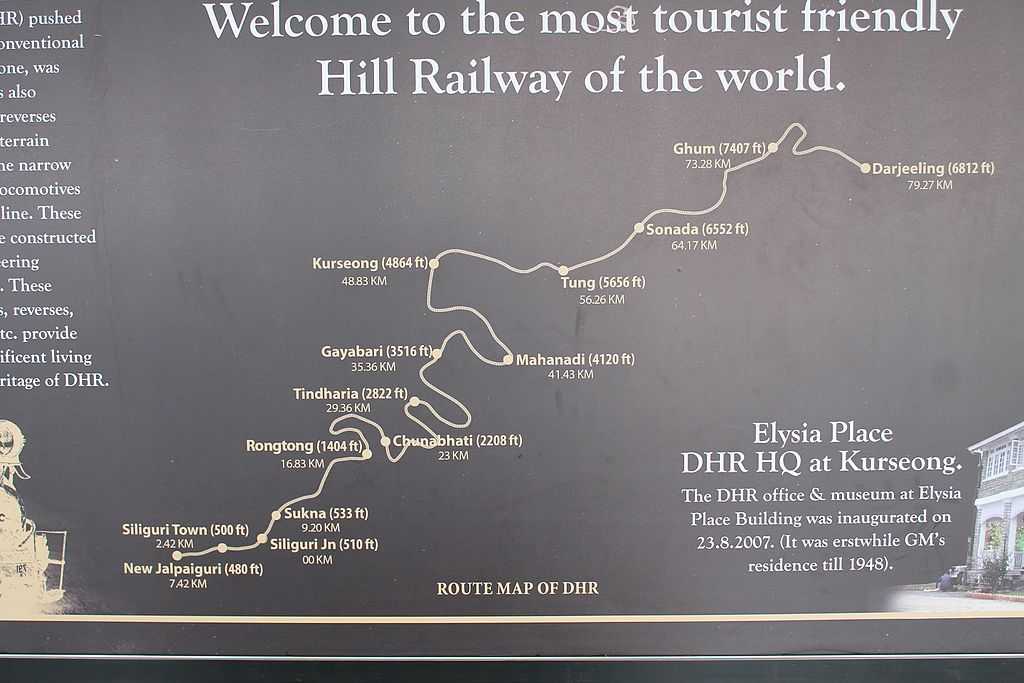 Welcome to the most tourist friendly
Hill Railway of the world.
HR) pushed
onventional
one, was
s also
reverses
terrain
ne narrow
ocomotives
line. These
e constructed
eering
. These
s, reverses,
tc. provide
ificent living
ritage of DHR.
Ghum (7407 ft)
73.28 KM
Darjeeling (6812 ft)
79.27 KM
Sonada (6552 ft)
64.17 KM
Kurseong (4864 ft)
48.83 KM
Tung (5656 ft)
56.26 KM
Gayabari (3516 ft)
35.36 KM
Mahanadi (4120 ft)
41.43 KM
Tindharia (2822 ft)
29.36 KM
Chunabhati (2208 ft)
23 KM
Rongtong (1404 ft)
16.83 KM
Sukna (533 ft)
9.20 KM
Siliguri Town (500 ft)
2.42 KM
Siliguri Jn (510 ft)
00 KM
New Jalpaiguri (480 ft)
7.42 KM
ROUTE MAP OF DHR
Elysia Place
DHR HQ at Kurseong.
The DHR office & museum at Elysia
Place Building was inaugurated on
23.8.2007. (It was erstwhile GM's
residence till 1948).